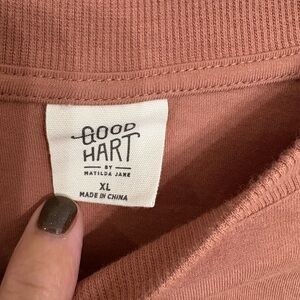 GOOD
HART
BY
MATILDA JANE
XL
MADE IN CHINA